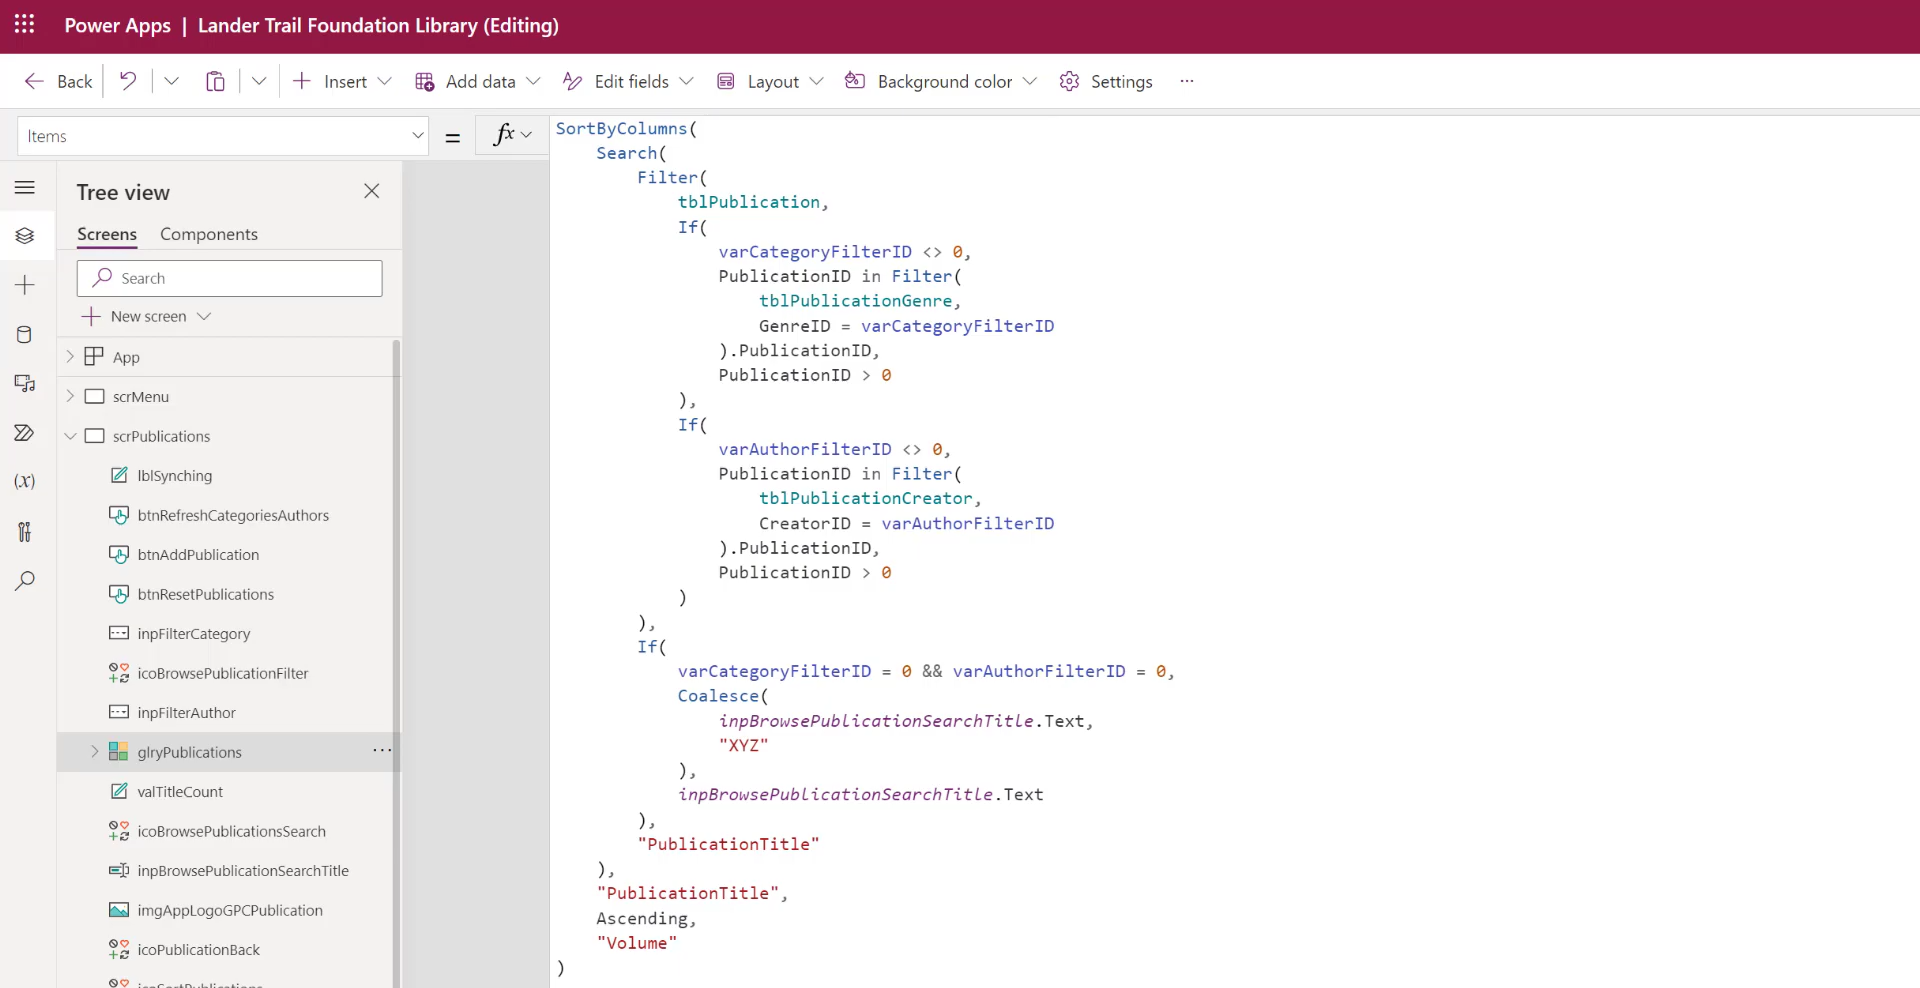 Power Apps | Lander Trail Foundation Library (Editing)
Back Insert Add data Edit fields Layout Background color Settings ...
Items = fx
SortByColumns(
Search(
Filter(
tblPublication,
If(
varCategoryFilterID <> 0,
PublicationID in Filter(
tblPublicationGenre,
GenreID = varCategoryFilterID
).PublicationID,
PublicationID > 0
),
If(
varAuthorFilterID <> 0,
PublicationID in Filter(
tblPublicationCreator,
CreatorID = varAuthorFilterID
).PublicationID,
PublicationID > 0
)
),
If(
varCategoryFilterID = 0 && varAuthorFilterID = 0,
Coalesce(
inpBrowsePublicationSearchTitle.Text,
"XYZ"
),
inpBrowsePublicationSearchTitle.Text
),
"PublicationTitle"
),
"PublicationTitle",
Ascending,
"Volume"
)
Tree view
Screens Components
Search
New screen
App
scrMenu
scrPublications
lblSynching
btnRefreshCategoriesAuthors
btnAddPublication
btnResetPublications
inpFilterCategory
icoBrowsePublicationFilter
inpFilterAuthor
glryPublications ...
valTitleCount
icoBrowsePublicationsSearch
inpBrowsePublicationSearchTitle
imgAppLogoGPCPublication
icoPublicationBack
(x)